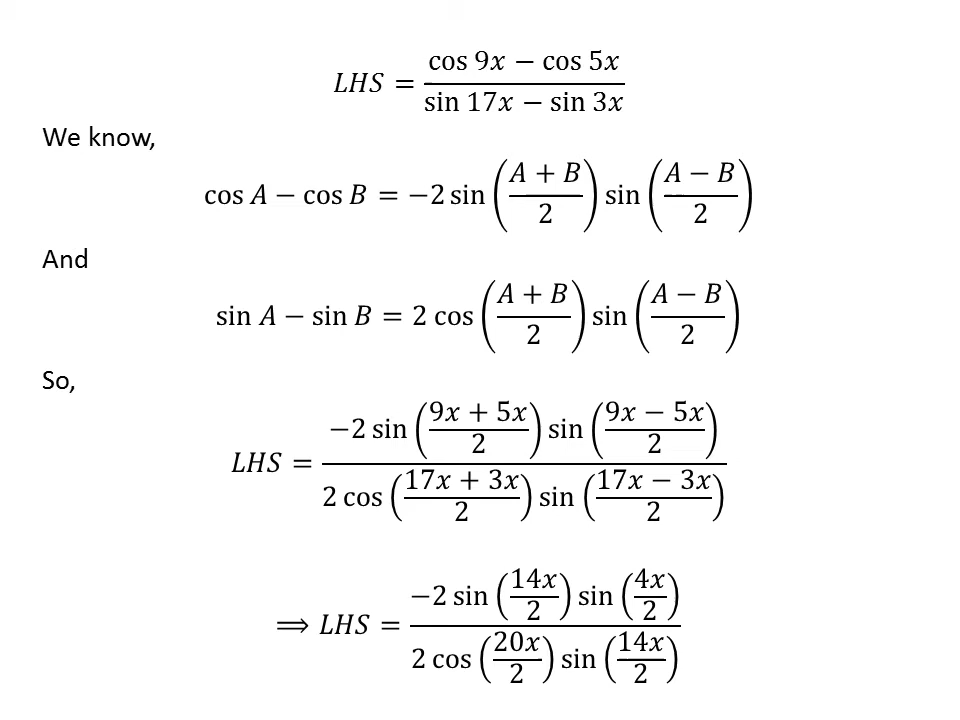 LHS = (cos 9x − cos 5x)/(sin 17x − sin 3x)
We know,
cos A − cos B = −2 sin ((A + B)/2) sin ((A − B)/2)
And
sin A − sin B = 2 cos ((A + B)/2) sin ((A − B)/2)
So,
LHS = (−2 sin ((9x + 5x)/2) sin ((9x − 5x)/2))/(2 cos ((17x + 3x)/2) sin ((17x − 3x)/2))
⟹ LHS = (−2 sin (14x/2) sin (4x/2))/(2 cos (20x/2) sin (14x/2))